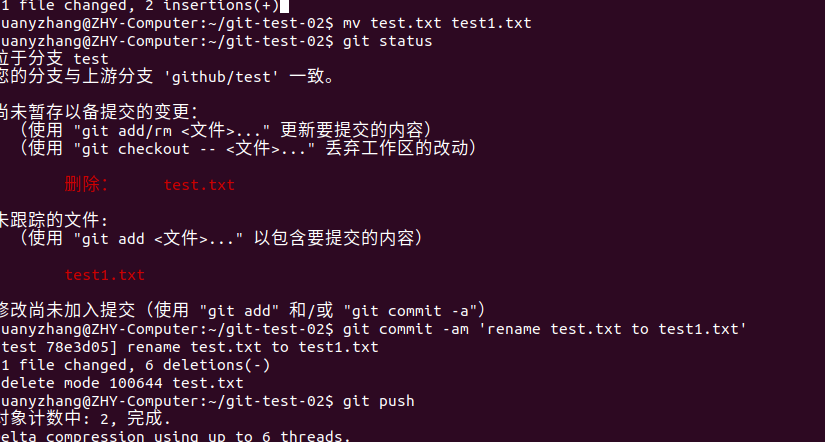 1 file changed, 2 insertions(+)
uanyzhang@ZHY-Computer:~/git-test-02$ mv test.txt test1.txt
uanyzhang@ZHY-Computer:~/git-test-02$ git status
位于分支 test
您的分支与上游分支 'github/test' 一致。
尚未暂存以备提交的变更：
（使用 "git add/rm <文件>..." 更新要提交的内容）
（使用 "git checkout -- <文件>..." 丢弃工作区的改动）
删除： test.txt
未跟踪的文件:
（使用 "git add <文件>..." 以包含要提交的内容）
test1.txt
修改尚未加入提交（使用 "git add" 和/或 "git commit -a"）
uanyzhang@ZHY-Computer:~/git-test-02$ git commit -am 'rename test.txt to test1.txt'
test 78e3d05] rename test.txt to test1.txt
1 file changed, 6 deletions(-)
delete mode 100644 test.txt
uanyzhang@ZHY-Computer:~/git-test-02$ git push
对象计数中: 2, 完成.
elta compression using up to 6 threads.